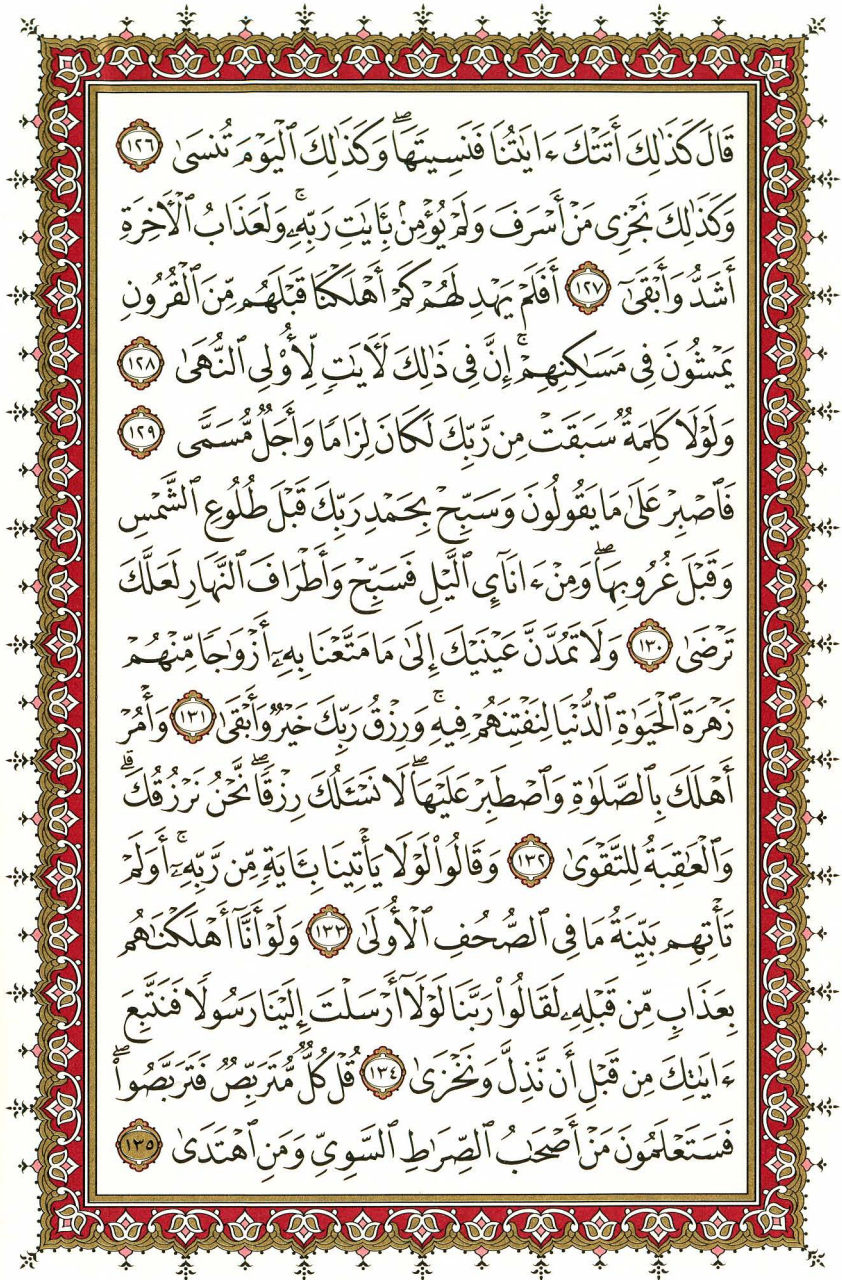 قَالَ كَذَٰلِكَ أَتَتْكَ ءَايَٰتُنَا فَنَسِيتَهَاۖ وَكَذَٰلِكَ ٱلْيَوْمَ تُنسَىٰ ١٢٦
وَكَذَٰلِكَ نَجْزِى مَنْ أَسْرَفَ وَلَمْ يُؤْمِنۢ بِـَٔايَٰتِ رَبِّهِۦۚ وَلَعَذَابُ ٱلْأَخِرَةِ
أَشَدُّ وَأَبْقَىٰٓ ١٢٧ أَفَلَمْ يَهْدِ لَهُمْ كَمْ أَهْلَكْنَا قَبْلَهُم مِّنَ ٱلْقُرُونِ
يَمْشُونَ فِى مَسَٰكِنِهِمْۚ إِنَّ فِى ذَٰلِكَ لَأَيَٰتٍ لِّأُو۟لِى ٱلنُّهَىٰ ١٢٨
وَلَوْلَا كَلِمَةٌ سَبَقَتْ مِن رَّبِّكَ لَكَانَ لِزَامًا وَأَجَلٌ مُّسَمًّى ١٢٩
فَٱصْبِرْ عَلَىٰ مَا يَقُولُونَ وَسَبِّحْ بِحَمْدِ رَبِّكَ قَبْلَ طُلُوعِ ٱلشَّمْسِ
وَقَبْلَ غُرُوبِهَاۖ وَمِنْ ءَانَآئِ ٱلَّيْلِ فَسَبِّحْ وَأَطْرَافَ ٱلنَّهَارِ لَعَلَّكَ
تَرْضَىٰ ١٣٠ وَلَا تَمُدَّنَّ عَيْنَيْكَ إِلَىٰ مَا مَتَّعْنَا بِهِۦٓ أَزْوَٰجًا مِّنْهُمْ
زَهْرَةَ ٱلْحَيَوٰةِ ٱلدُّنْيَا لِنَفْتِنَهُمْ فِيهِۚ وَرِزْقُ رَبِّكَ خَيْرٌ وَأَبْقَىٰ ١٣١ وَأْمُرْ
أَهْلَكَ بِٱلصَّلَوٰةِ وَٱصْطَبِرْ عَلَيْهَاۖ لَا نَسْـَٔلُكَ رِزْقًاۖ نَّحْنُ نَرْزُقُكَۗ
وَٱلْعَٰقِبَةُ لِلتَّقْوَىٰ ١٣٢ وَقَالُوا۟ لَوْلَا يَأْتِينَا بِـَٔايَةٍ مِّن رَّبِّهِۦٓۚ أَوَلَمْ
تَأْتِهِم بَيِّنَةُ مَا فِى ٱلصُّحُفِ ٱلْأُولَىٰ ١٣٣ وَلَوْ أَنَّآ أَهْلَكْنَٰهُم
بِعَذَابٍ مِّن قَبْلِهِۦ لَقَالُوا۟ رَبَّنَا لَوْلَآ أَرْسَلْتَ إِلَيْنَا رَسُولًا فَنَتَّبِعَ
ءَايَٰتِكَ مِن قَبْلِ أَن نَّذِلَّ وَنَخْزَىٰ ١٣٤ قُلْ كُلٌّ مُّتَرَبِّصٌ فَتَرَبَّصُوا۟ۖ
فَسَتَعْلَمُونَ مَنْ أَصْحَٰبُ ٱلصِّرَٰطِ ٱلسَّوِىِّ وَمَنِ ٱهْتَدَىٰ ١٣٥